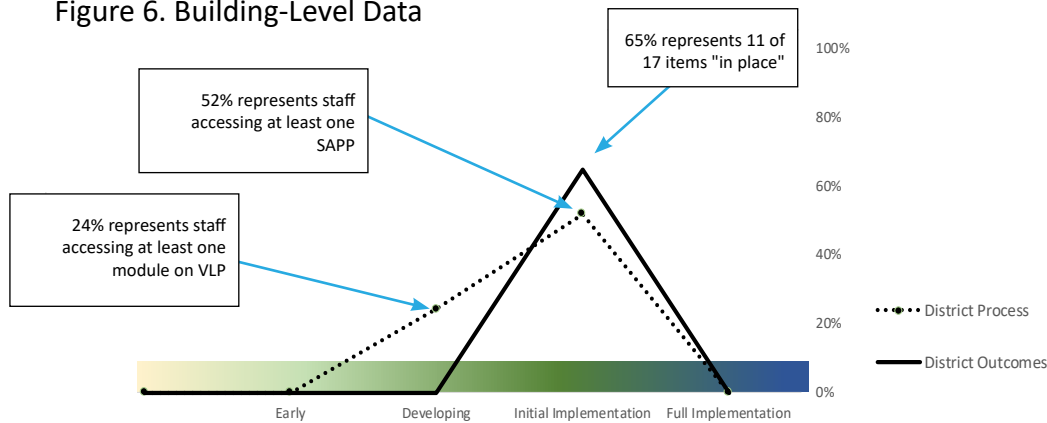 Figure 6. Building-Level Data
65% represents 11 of
17 items "in place"
100%
52% represents staff
accessing at least one
SAPP
80%
60%
24% represents staff
accessing at least one
module on VLP
40%
20%
District Process
District Outcomes
0%
Early
Developing
Initial Implementation
Full Implementation